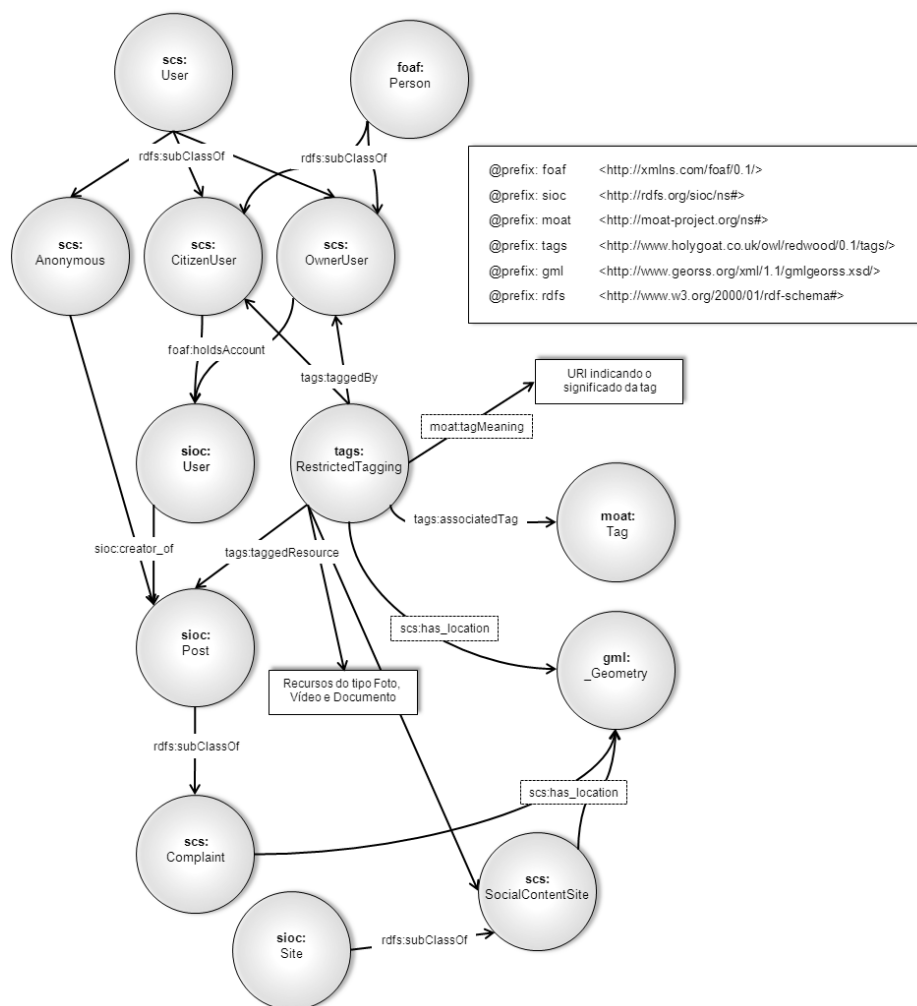 scs:
User
foaf:
Person
rdfs:subClassOf
rdfs:subClassOf
@prefix: foaf <http://xmlns.com/foaf/0.1/>
@prefix: sioc <http://rdfs.org/sioc/ns#>
@prefix: moat <http://moat-project.org/ns#>
@prefix: tags <http://www.holygoat.co.uk/owl/redwood/0.1/tags/>
@prefix: gml <http://www.georss.org/xml/1.1/gmlgeorss.xsd/>
@prefix: rdfs <http://www.w3.org/2000/01/rdf-schema#>
scs:
Anonymous
scs:
CitizenUser
scs:
OwnerUser
foaf:holdsAccount
tags:taggedBy
URI indicando o
significado da tag
moat:tagMeaning
sioc:
User
tags:
RestrictedTagging
tags:associatedTag
moat:
Tag
sioc:creator_of
tags:taggedResource
scs:has_location
sioc:
Post
gml:
_Geometry
Recursos do tipo Foto,
Vídeo e Documento
rdfs:subClassOf
scs:has_location
scs:
Complaint
scs:
SocialContentSite
sioc:
Site
rdfs:subClassOf